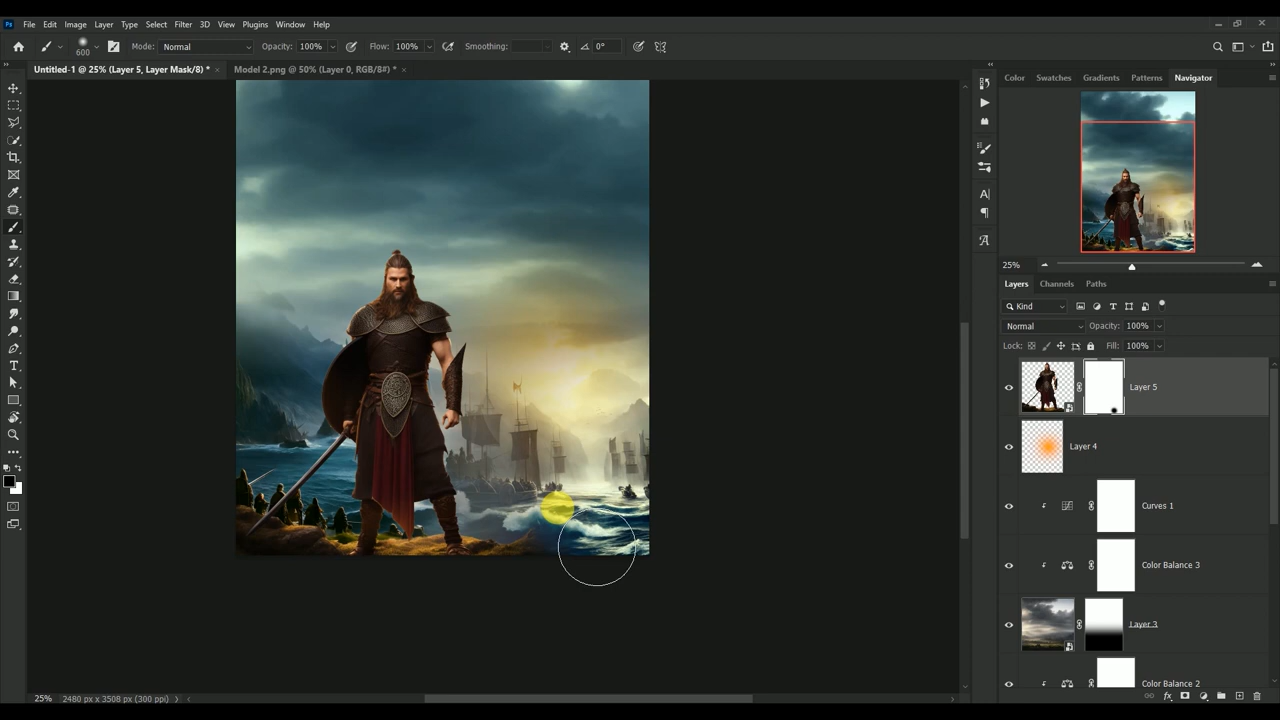 Ps File Edit Image Layer Type Select Filter 3D View Plugins Window Help
600 Mode: Normal Opacity: 100% Flow: 100% Smoothing: 0°
Untitled-1 @ 25% (Layer 5, Layer Mask/8) * × Model 2.png @ 50% (Layer 0, RGB/8#) * ×
Color Swatches Gradients Patterns Navigator
25%
Layers Channels Paths
Kind
Normal Opacity: 100%
Lock: Fill: 100%
Layer 5
Layer 4
Curves 1
Color Balance 3
Layer 3
Color Balance 2
25% 2480 px x 3508 px (300 ppi)
fx